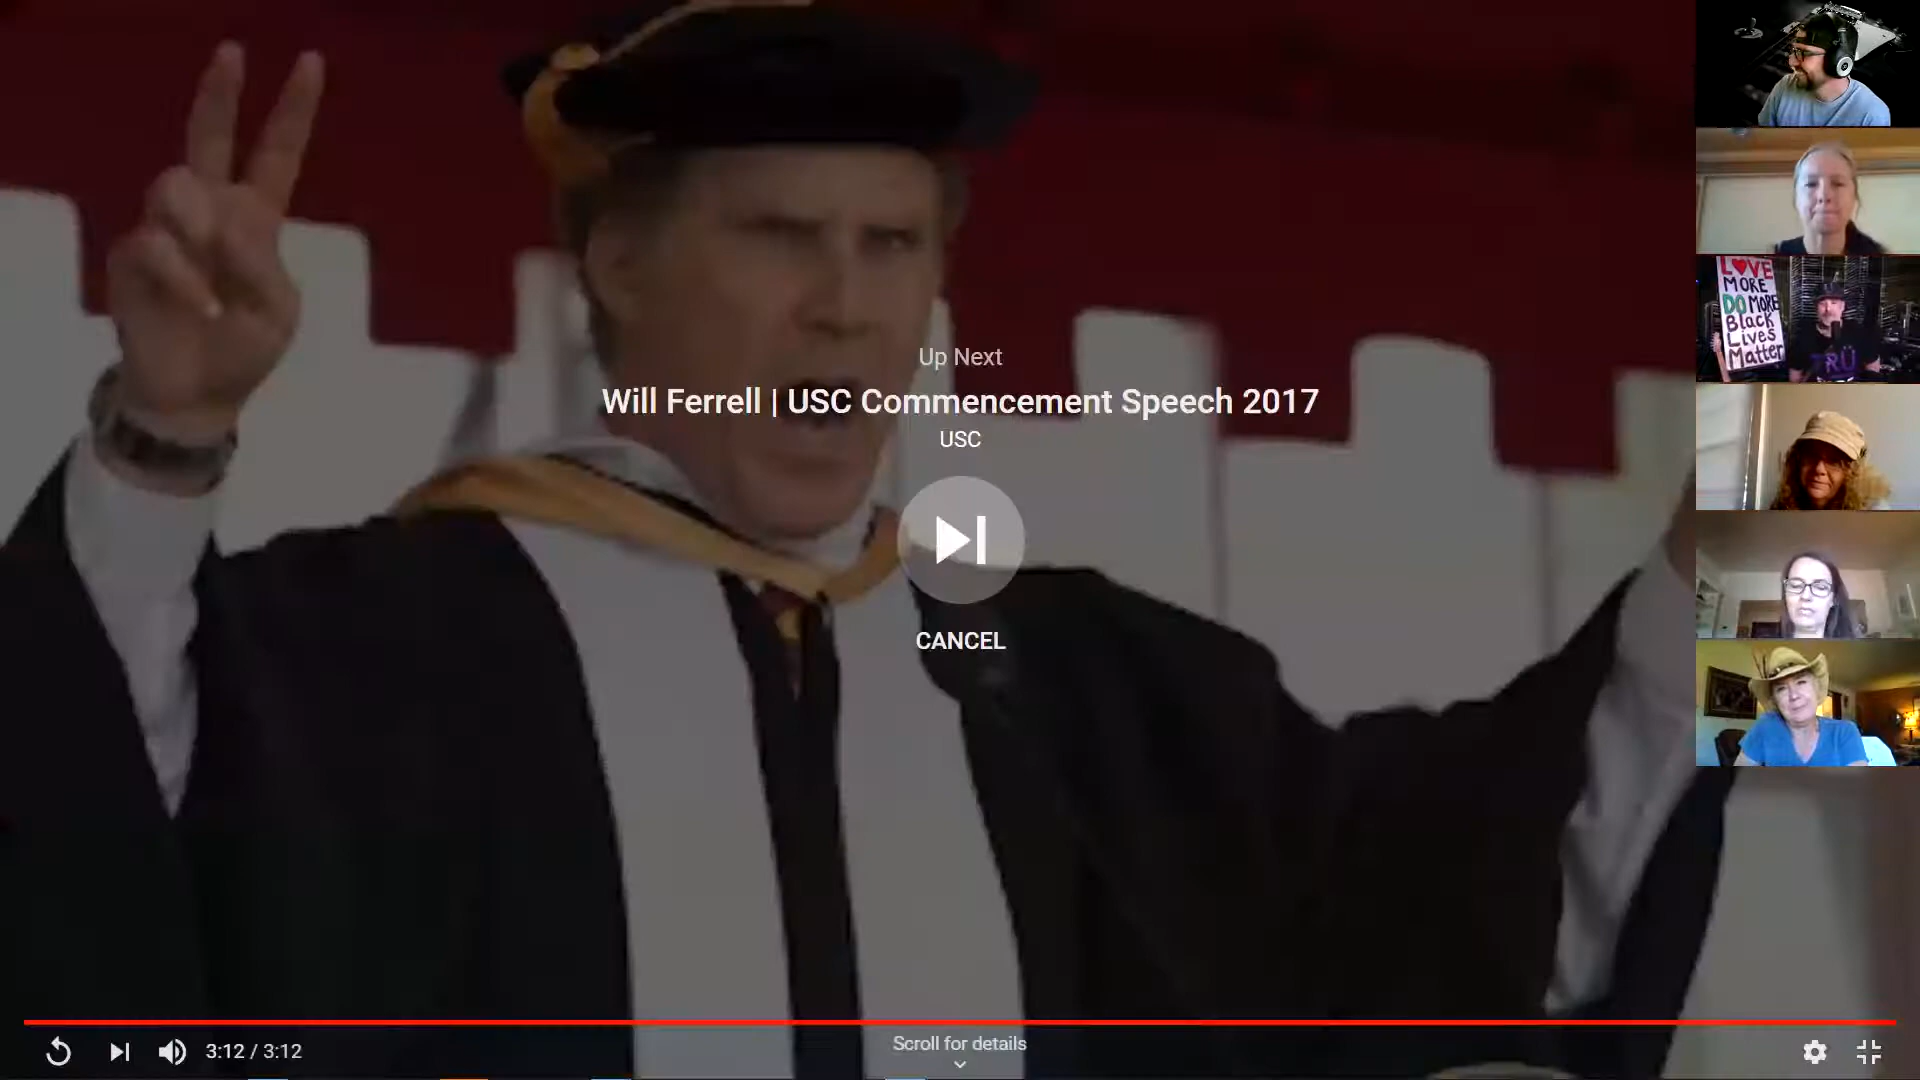 Up Next
Will Ferrell | USC Commencement Speech 2017
USC
CANCEL
3:12 / 3:12
Scroll for details
LOVE
MORE
DO MORE
Black
Lives
Matter
TRÜ